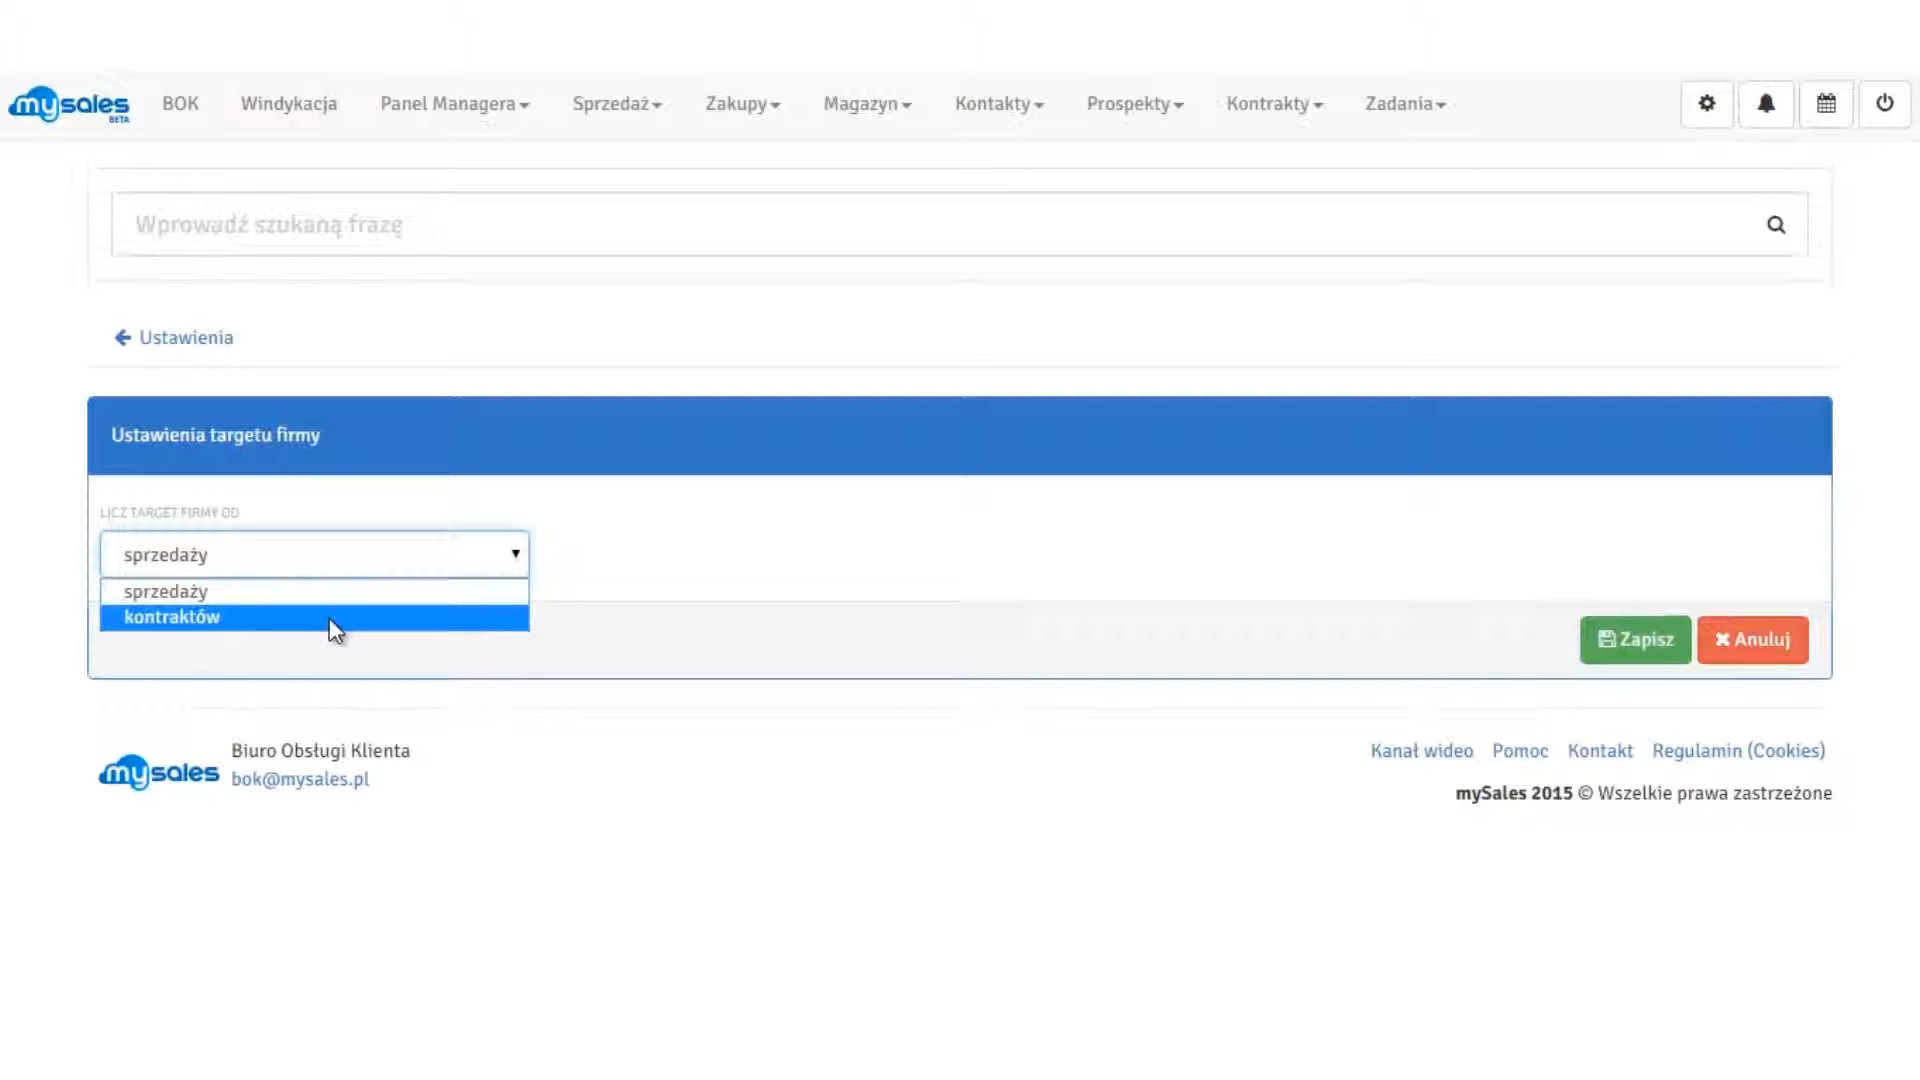 mysales BETA BOK Windykacja Panel Managera Sprzedaż Zakupy Magazyn Kontakty Prospekty Kontrakty Zadania
Wprowadź szukaną frazę
Ustawienia
Ustawienia targetu firmy
LICZ TARGET FIRMY OD
sprzedaży
sprzedaży
kontraktów
Zapisz Anuluj
mysales
Biuro Obsługi Klienta
bok@mysales.pl
Kanał wideo Pomoc Kontakt Regulamin (Cookies)
mySales 2015 © Wszelkie prawa zastrzeżone